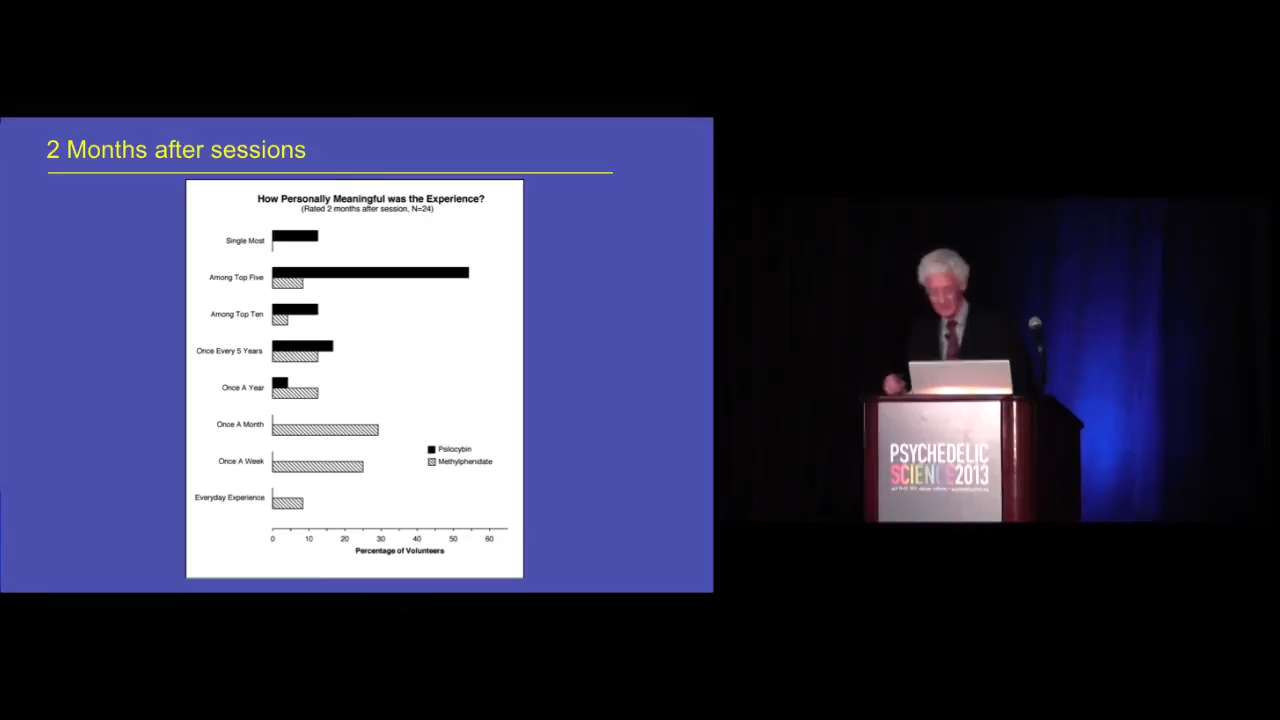 2 Months after sessions
How Personally Meaningful was the Experience?
(Rated 2 months after session, N=24)
Single Most
Among Top Five
Among Top Ten
Once Every 5 Years
Once A Year
Once A Month
Once A Week
Everyday Experience
Psilocybin
Methylphenidate
0 10 20 30 40 50 60
Percentage of Volunteers
PSYCHEDELIC
SCIENCE2013